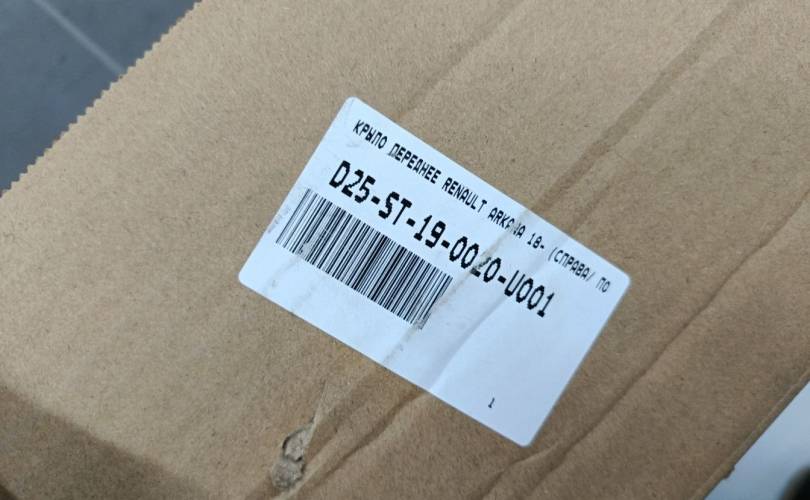 КРЫЛО ПЕРЕДНЕЕ RENAULT ARKANA 18- (СПРАВА/ ПО
D25-ST-19-0020-U001
1